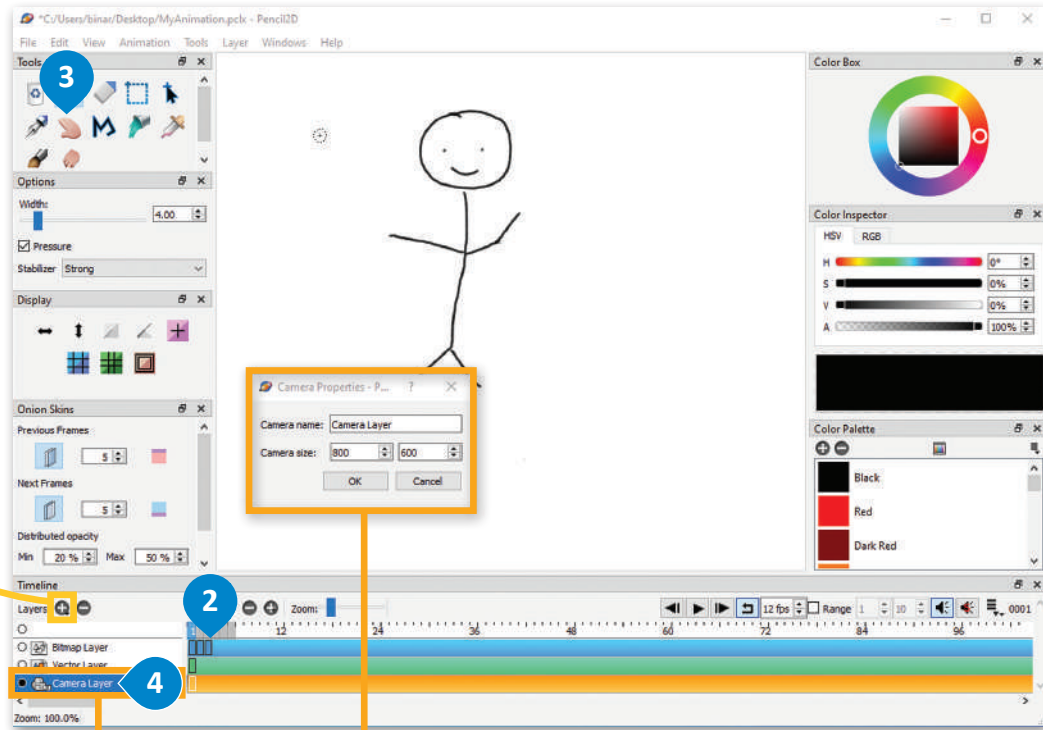 *C:/Users/binar/Desktop/MyAnimation.pclx - Pencil2D
File Edit View Animation Tools Layer Windows Help
Tools
3
Options
Width:
4.00
Pressure
Stabilizer Strong
Display
Onion Skins
Previous Frames
5
Next Frames
5
Distributed opacity
Min 20 % Max 50 %
Camera Properties - P... ?
Camera name: Camera Layer
Camera size: 800 600
OK Cancel
Color Box
Color Inspector
HSV RGB
H 0°
S 0%
V 0%
A 100%
Color Palette
Black
Red
Dark Red
Timeline
Layers 2 Zoom: 12 fps Range 1 10 0001
1 12 24 36 48 60 72 84 96
Bitmap Layer
Vector Layer
Camera Layer 4
Zoom: 100.0%